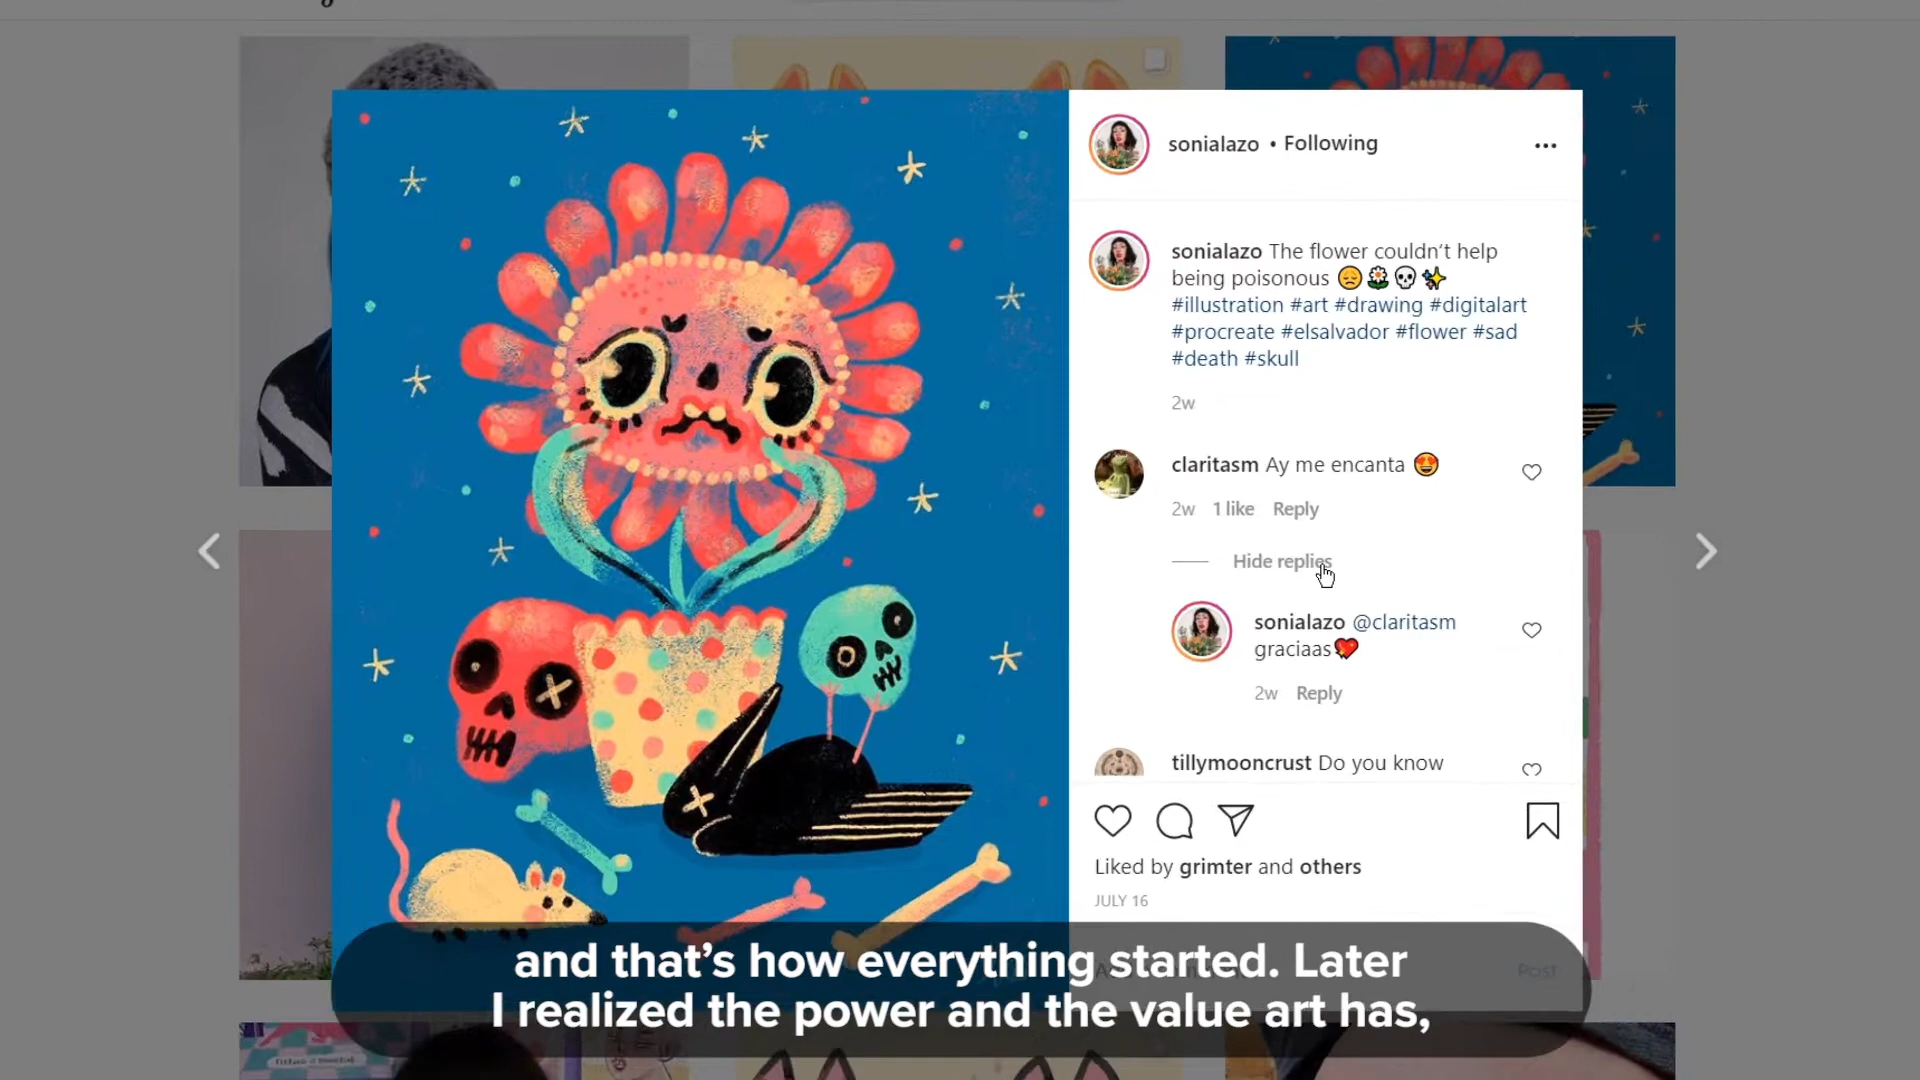 sonialazo • Following
sonialazo The flower couldn't help
being poisonous 😞🌼💀✨
#illustration #art #drawing #digitalart
#procreate #elsalvador #flower #sad
#death #skull
2w
claritasm Ay me encanta 😍
2w 1 like Reply
Hide replies
sonialazo @claritasm
graciaas💖
2w Reply
tillymooncrust Do you know
Liked by grimter and others
JULY 16
Post
and that's how everything started. Later
I realized the power and the value art has,